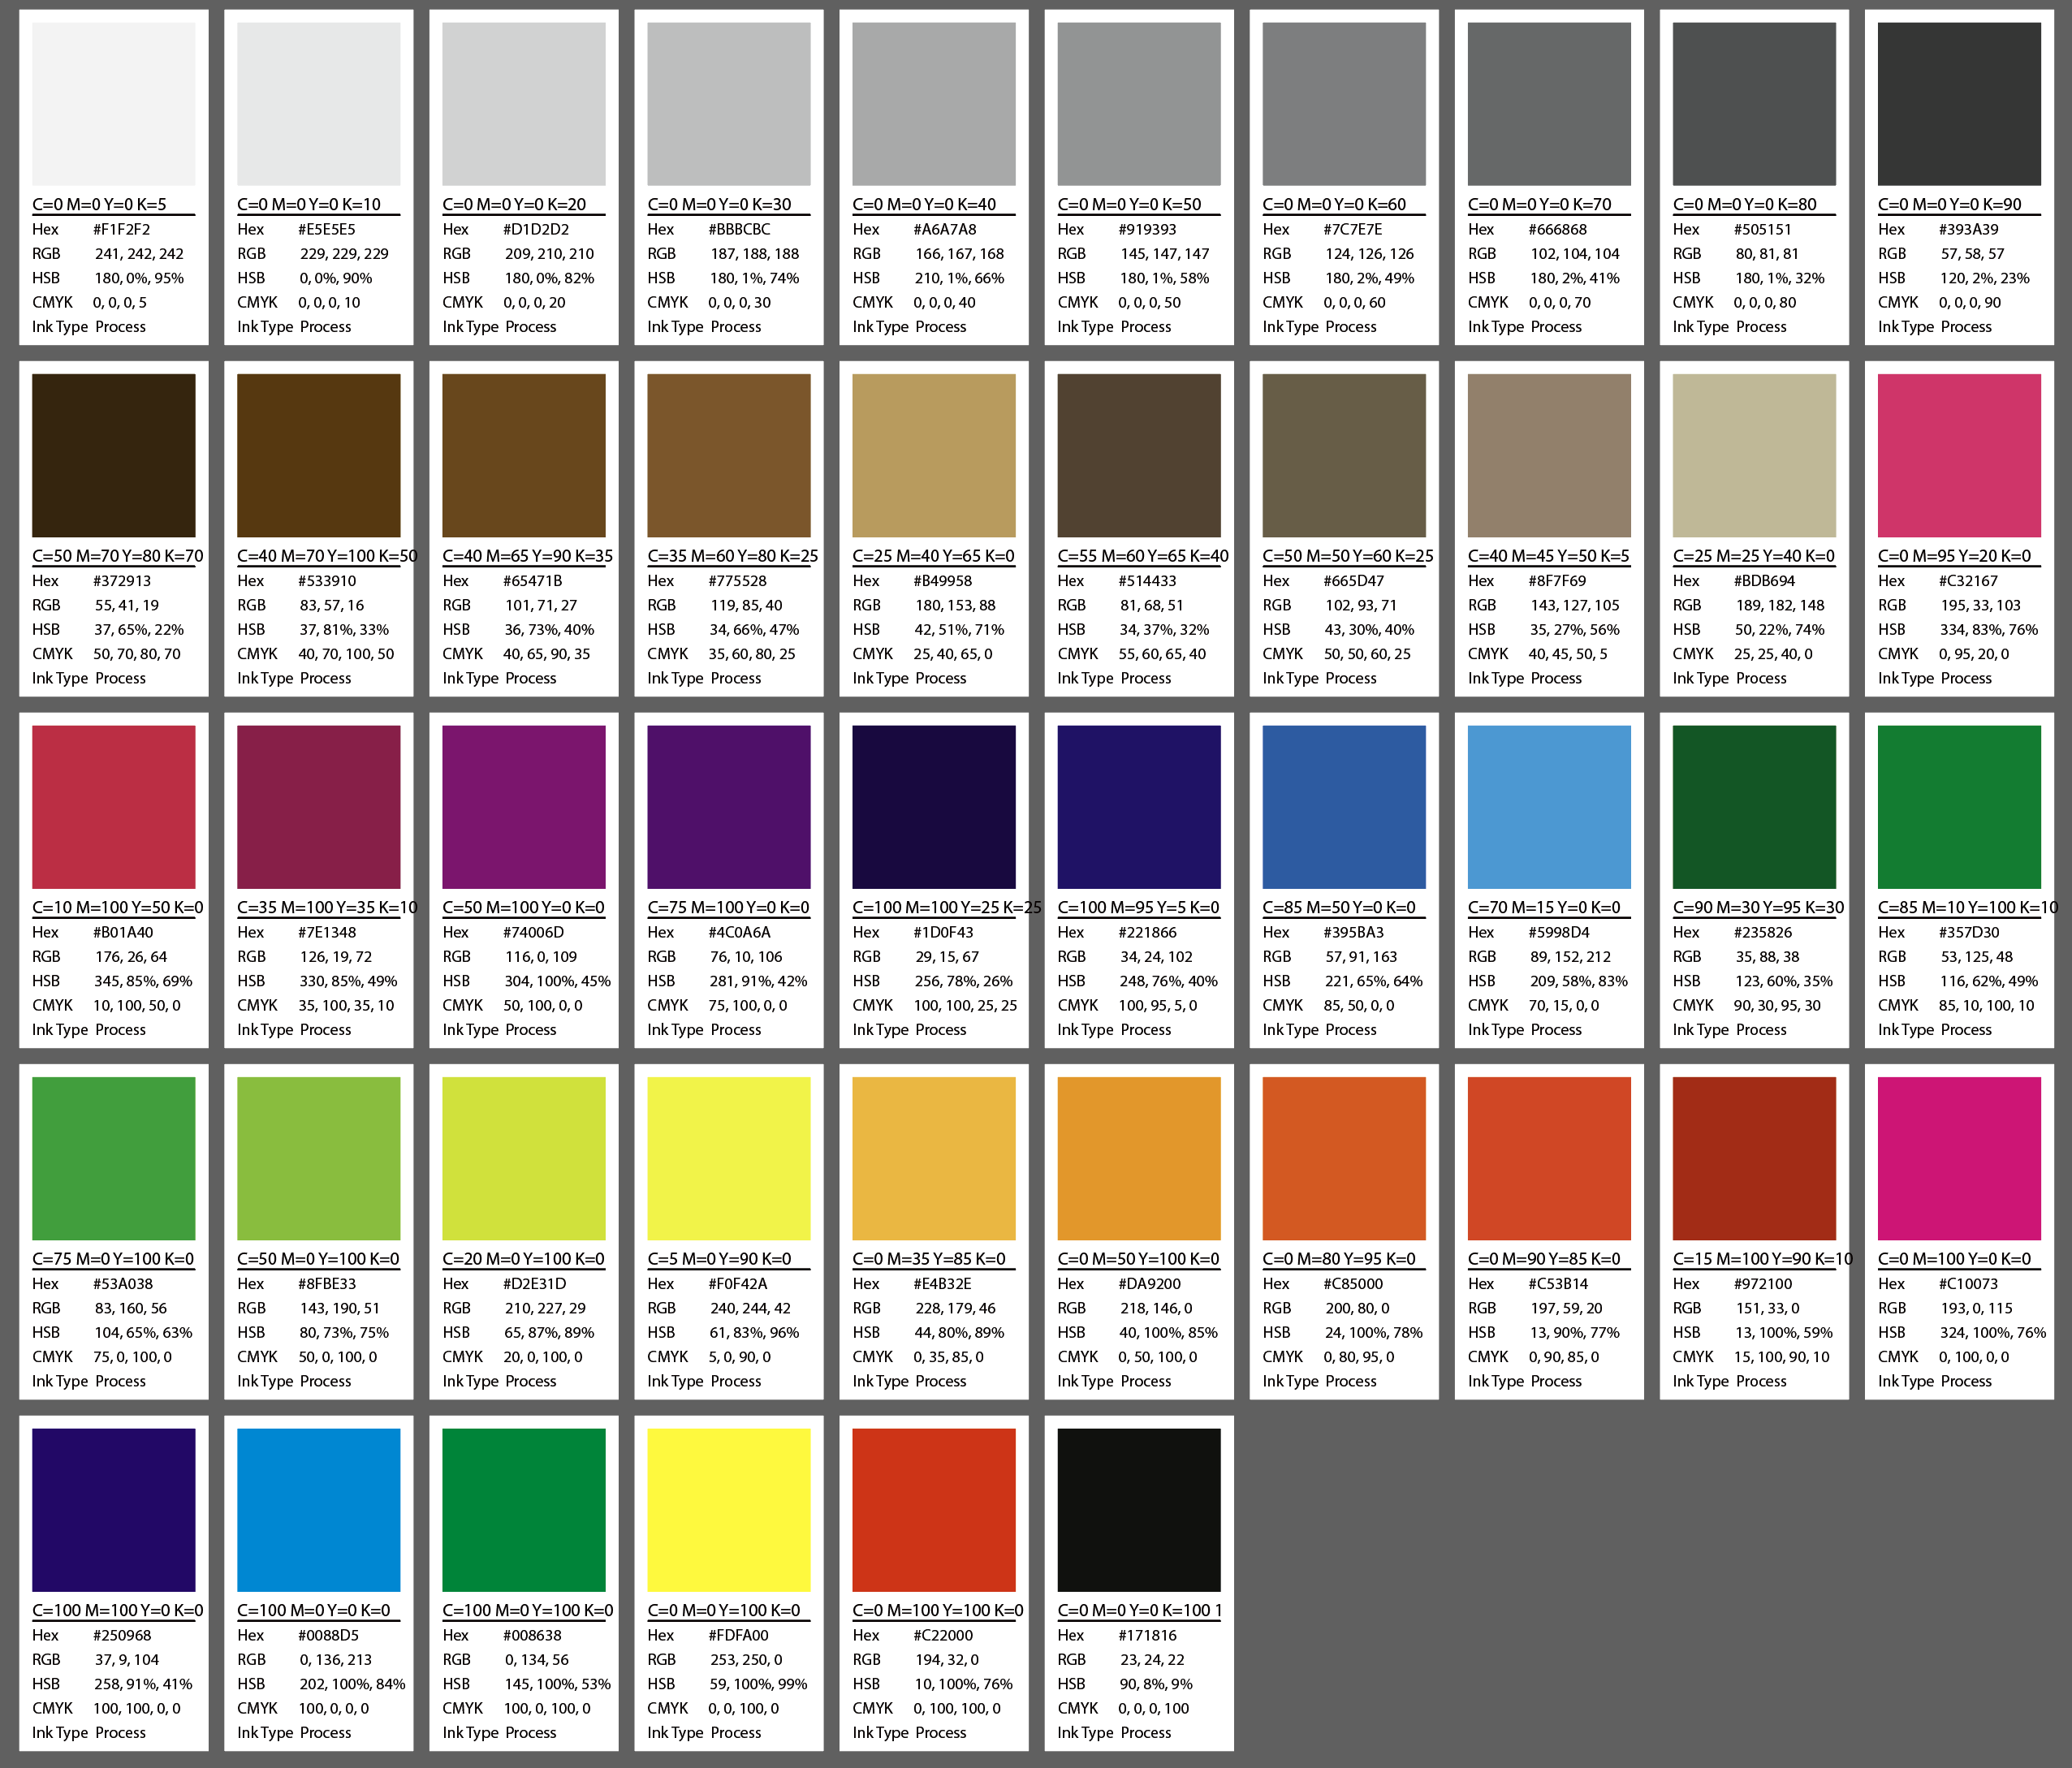 C=0 M=0 Y=0 K=5
Hex #F1F2F2
RGB 241, 242, 242
HSB 180, 0%, 95%
CMYK 0, 0, 0, 5
Ink Type Process
C=0 M=0 Y=0 K=10
Hex #E5E5E5
RGB 229, 229, 229
HSB 0, 0%, 90%
CMYK 0, 0, 0, 10
Ink Type Process
C=0 M=0 Y=0 K=20
Hex #D1D2D2
RGB 209, 210, 210
HSB 180, 0%, 82%
CMYK 0, 0, 0, 20
Ink Type Process
C=0 M=0 Y=0 K=30
Hex #BBBCBC
RGB 187, 188, 188
HSB 180, 1%, 74%
CMYK 0, 0, 0, 30
Ink Type Process
C=0 M=0 Y=0 K=40
Hex #A6A7A8
RGB 166, 167, 168
HSB 210, 1%, 66%
CMYK 0, 0, 0, 40
Ink Type Process
C=0 M=0 Y=0 K=50
Hex #919393
RGB 145, 147, 147
HSB 180, 1%, 58%
CMYK 0, 0, 0, 50
Ink Type Process
C=0 M=0 Y=0 K=60
Hex #7C7E7E
RGB 124, 126, 126
HSB 180, 2%, 49%
CMYK 0, 0, 0, 60
Ink Type Process
C=0 M=0 Y=0 K=70
Hex #666868
RGB 102, 104, 104
HSB 180, 2%, 41%
CMYK 0, 0, 0, 70
Ink Type Process
C=0 M=0 Y=0 K=80
Hex #505151
RGB 80, 81, 81
HSB 180, 1%, 32%
CMYK 0, 0, 0, 80
Ink Type Process
C=0 M=0 Y=0 K=90
Hex #393A39
RGB 57, 58, 57
HSB 120, 2%, 23%
CMYK 0, 0, 0, 90
Ink Type Process
C=50 M=70 Y=80 K=70
Hex #372913
RGB 55, 41, 19
HSB 37, 65%, 22%
CMYK 50, 70, 80, 70
Ink Type Process
C=40 M=70 Y=100 K=50
Hex #533910
RGB 83, 57, 16
HSB 37, 81%, 33%
CMYK 40, 70, 100, 50
Ink Type Process
C=40 M=65 Y=90 K=35
Hex #65471B
RGB 101, 71, 27
HSB 36, 73%, 40%
CMYK 40, 65, 90, 35
Ink Type Process
C=35 M=60 Y=80 K=25
Hex #775528
RGB 119, 85, 40
HSB 34, 66%, 47%
CMYK 35, 60, 80, 25
Ink Type Process
C=25 M=40 Y=65 K=0
Hex #B49958
RGB 180, 153, 88
HSB 42, 51%, 71%
CMYK 25, 40, 65, 0
Ink Type Process
C=55 M=60 Y=65 K=40
Hex #514433
RGB 81, 68, 51
HSB 34, 37%, 32%
CMYK 55, 60, 65, 40
Ink Type Process
C=50 M=50 Y=60 K=25
Hex #665D47
RGB 102, 93, 71
HSB 43, 30%, 40%
CMYK 50, 50, 60, 25
Ink Type Process
C=40 M=45 Y=50 K=5
Hex #8F7F69
RGB 143, 127, 105
HSB 35, 27%, 56%
CMYK 40, 45, 50, 5
Ink Type Process
C=25 M=25 Y=40 K=0
Hex #BDB694
RGB 189, 182, 148
HSB 50, 22%, 74%
CMYK 25, 25, 40, 0
Ink Type Process
C=0 M=95 Y=20 K=0
Hex #C32167
RGB 195, 33, 103
HSB 334, 83%, 76%
CMYK 0, 95, 20, 0
Ink Type Process
C=10 M=100 Y=50 K=0
Hex #B01A40
RGB 176, 26, 64
HSB 345, 85%, 69%
CMYK 10, 100, 50, 0
Ink Type Process
C=35 M=100 Y=35 K=10
Hex #7E1348
RGB 126, 19, 72
HSB 330, 85%, 49%
CMYK 35, 100, 35, 10
Ink Type Process
C=50 M=100 Y=0 K=0
Hex #74006D
RGB 116, 0, 109
HSB 304, 100%, 45%
CMYK 50, 100, 0, 0
Ink Type Process
C=75 M=100 Y=0 K=0
Hex #4C0A6A
RGB 76, 10, 106
HSB 281, 91%, 42%
CMYK 75, 100, 0, 0
Ink Type Process
C=100 M=100 Y=25 K=25
Hex #1D0F43
RGB 29, 15, 67
HSB 256, 78%, 26%
CMYK 100, 100, 25, 25
Ink Type Process
C=100 M=95 Y=5 K=0
Hex #221866
RGB 34, 24, 102
HSB 248, 76%, 40%
CMYK 100, 95, 5, 0
Ink Type Process
C=85 M=50 Y=0 K=0
Hex #395BA3
RGB 57, 91, 163
HSB 221, 65%, 64%
CMYK 85, 50, 0, 0
Ink Type Process
C=70 M=15 Y=0 K=0
Hex #5998D4
RGB 89, 152, 212
HSB 209, 58%, 83%
CMYK 70, 15, 0, 0
Ink Type Process
C=90 M=30 Y=95 K=30
Hex #235826
RGB 35, 88, 38
HSB 123, 60%, 35%
CMYK 90, 30, 95, 30
Ink Type Process
C=85 M=10 Y=100 K=10
Hex #357D30
RGB 53, 125, 48
HSB 116, 62%, 49%
CMYK 85, 10, 100, 10
Ink Type Process
C=75 M=0 Y=100 K=0
Hex #53A038
RGB 83, 160, 56
HSB 104, 65%, 63%
CMYK 75, 0, 100, 0
Ink Type Process
C=50 M=0 Y=100 K=0
Hex #8FBE33
RGB 143, 190, 51
HSB 80, 73%, 75%
CMYK 50, 0, 100, 0
Ink Type Process
C=20 M=0 Y=100 K=0
Hex #D2E31D
RGB 210, 227, 29
HSB 65, 87%, 89%
CMYK 20, 0, 100, 0
Ink Type Process
C=5 M=0 Y=90 K=0
Hex #F0F42A
RGB 240, 244, 42
HSB 61, 83%, 96%
CMYK 5, 0, 90, 0
Ink Type Process
C=0 M=35 Y=85 K=0
Hex #E4B32E
RGB 228, 179, 46
HSB 44, 80%, 89%
CMYK 0, 35, 85, 0
Ink Type Process
C=0 M=50 Y=100 K=0
Hex #DA9200
RGB 218, 146, 0
HSB 40, 100%, 85%
CMYK 0, 50, 100, 0
Ink Type Process
C=0 M=80 Y=95 K=0
Hex #C85000
RGB 200, 80, 0
HSB 24, 100%, 78%
CMYK 0, 80, 95, 0
Ink Type Process
C=0 M=90 Y=85 K=0
Hex #C53B14
RGB 197, 59, 20
HSB 13, 90%, 77%
CMYK 0, 90, 85, 0
Ink Type Process
C=15 M=100 Y=90 K=10
Hex #972100
RGB 151, 33, 0
HSB 13, 100%, 59%
CMYK 15, 100, 90, 10
Ink Type Process
C=0 M=100 Y=0 K=0
Hex #C10073
RGB 193, 0, 115
HSB 324, 100%, 76%
CMYK 0, 100, 0, 0
Ink Type Process
C=100 M=100 Y=0 K=0
Hex #250968
RGB 37, 9, 104
HSB 258, 91%, 41%
CMYK 100, 100, 0, 0
Ink Type Process
C=100 M=0 Y=0 K=0
Hex #0088D5
RGB 0, 136, 213
HSB 202, 100%, 84%
CMYK 100, 0, 0, 0
Ink Type Process
C=100 M=0 Y=100 K=0
Hex #008638
RGB 0, 134, 56
HSB 145, 100%, 53%
CMYK 100, 0, 100, 0
Ink Type Process
C=0 M=0 Y=100 K=0
Hex #FDFA00
RGB 253, 250, 0
HSB 59, 100%, 99%
CMYK 0, 0, 100, 0
Ink Type Process
C=0 M=100 Y=100 K=0
Hex #C22000
RGB 194, 32, 0
HSB 10, 100%, 76%
CMYK 0, 100, 100, 0
Ink Type Process
C=0 M=0 Y=0 K=100 1
Hex #171816
RGB 23, 24, 22
HSB 90, 8%, 9%
CMYK 0, 0, 0, 100
Ink Type Process